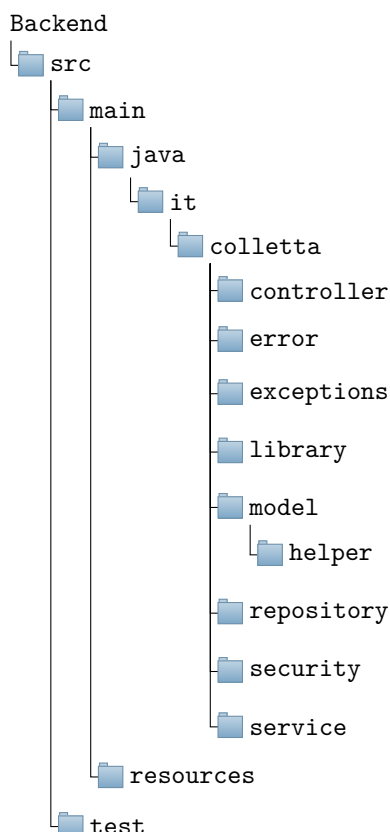 Backend
src
main
java
it
colletta
controller
error
exceptions
library
model
helper
repository
security
service
resources
test